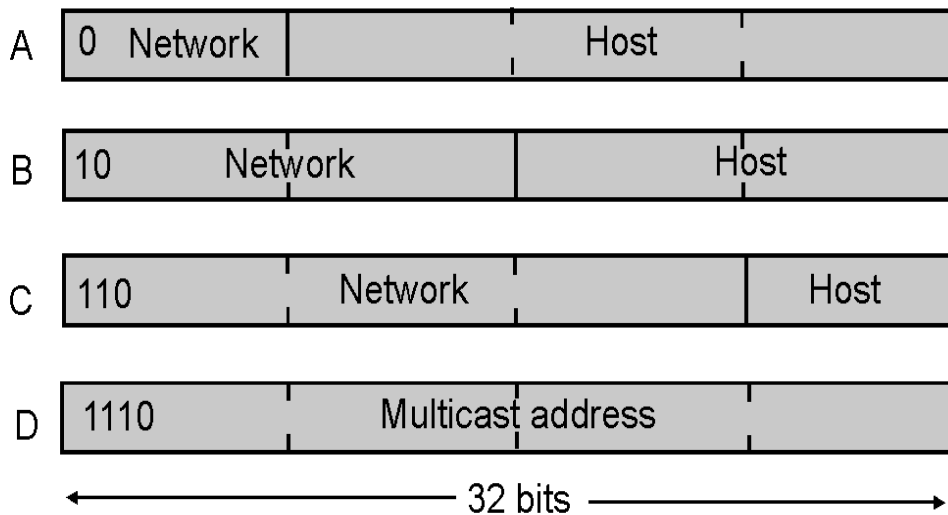 A 0 Network Host
B 10 Network Host
C 110 Network Host
D 1110 Multicast address
32 bits